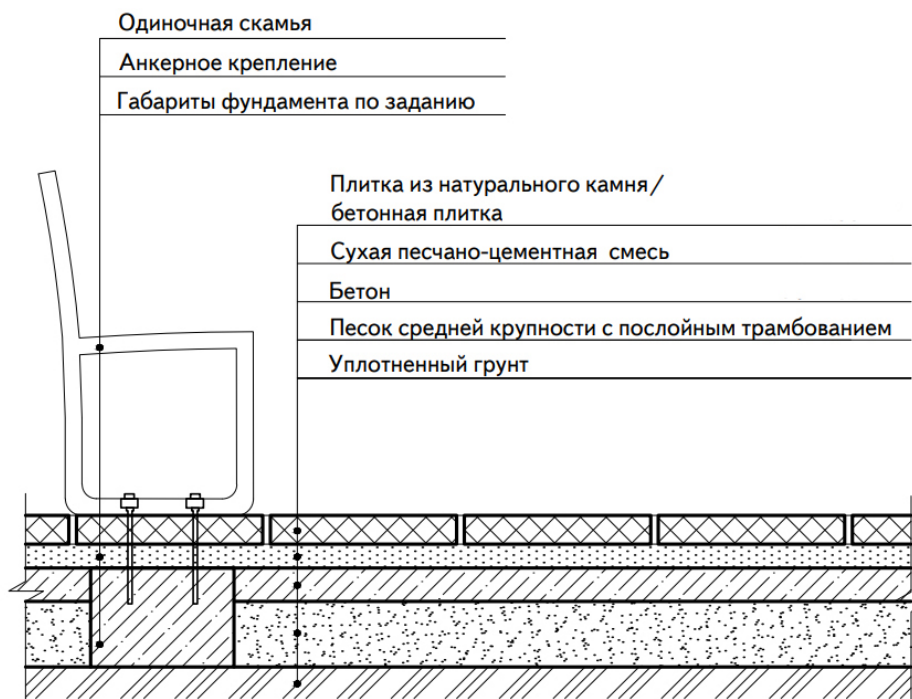 Одиночная скамья
Анкерное крепление
Габариты фундамента по заданию
Плитка из натурального камня/
бетонная плитка
Сухая песчано-цементная смесь
Бетон
Песок средней крупности с послойным трамбованием
Уплотненный грунт